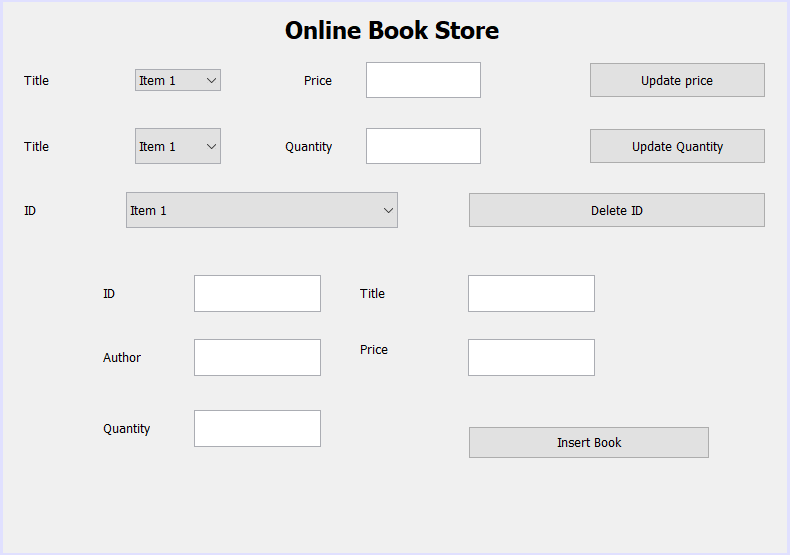 Online Book Store
Title Item 1 Price Update price
Title Item 1 Quantity Update Quantity
ID Item 1 Delete ID
ID Title
Author Price
Quantity Insert Book